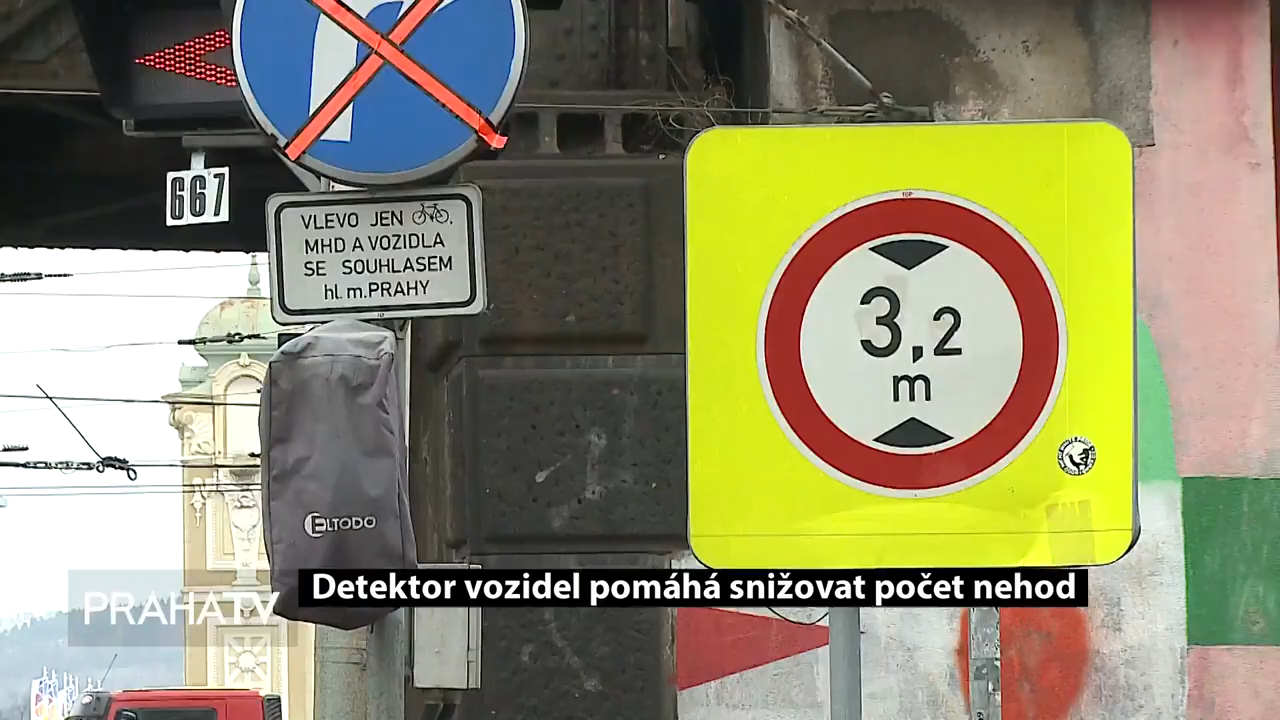 667
VLEVO JEN ,
MHD A VOZIDLA
SE SOUHLASEM
hl. m. PRAHY
TOP
3,2
m
ELTODO
Detektor vozidel pomáhá snižovat počet nehod
PRAHA TV